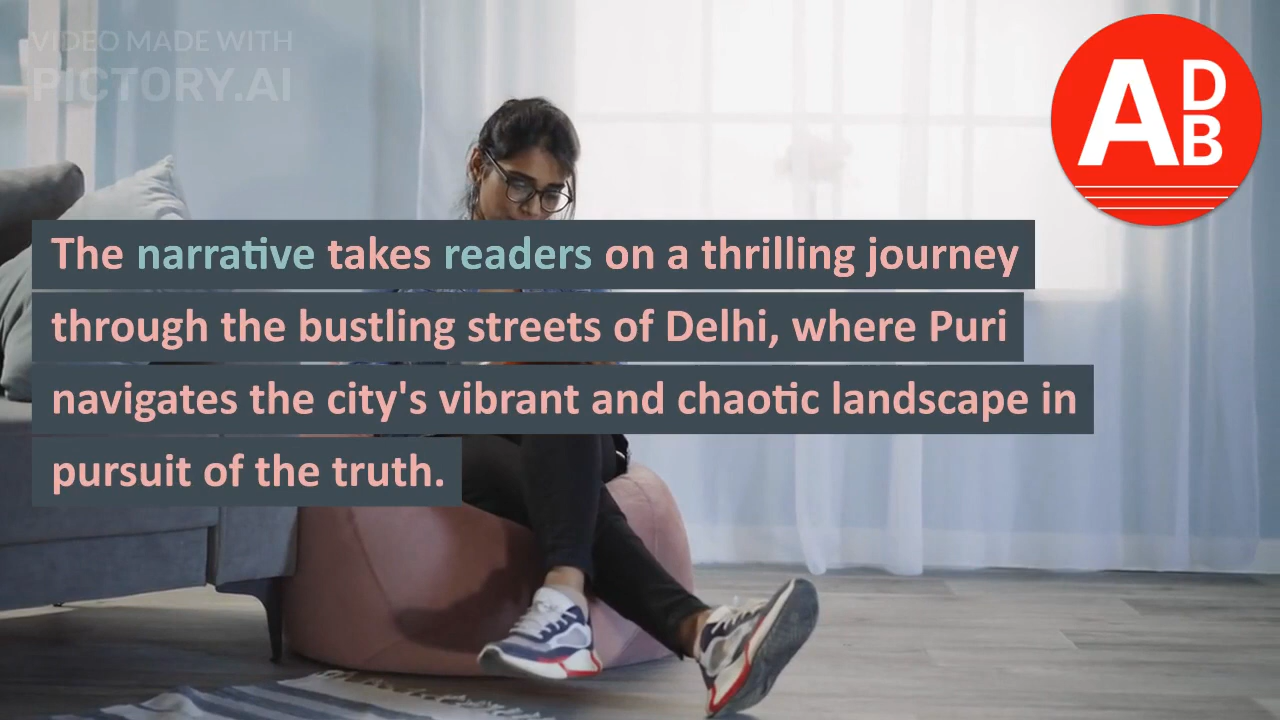 VIDEO MADE WITH
PICTORY.AI
ADB
The narrative takes readers on a thrilling journey
through the bustling streets of Delhi, where Puri
navigates the city's vibrant and chaotic landscape in
pursuit of the truth.